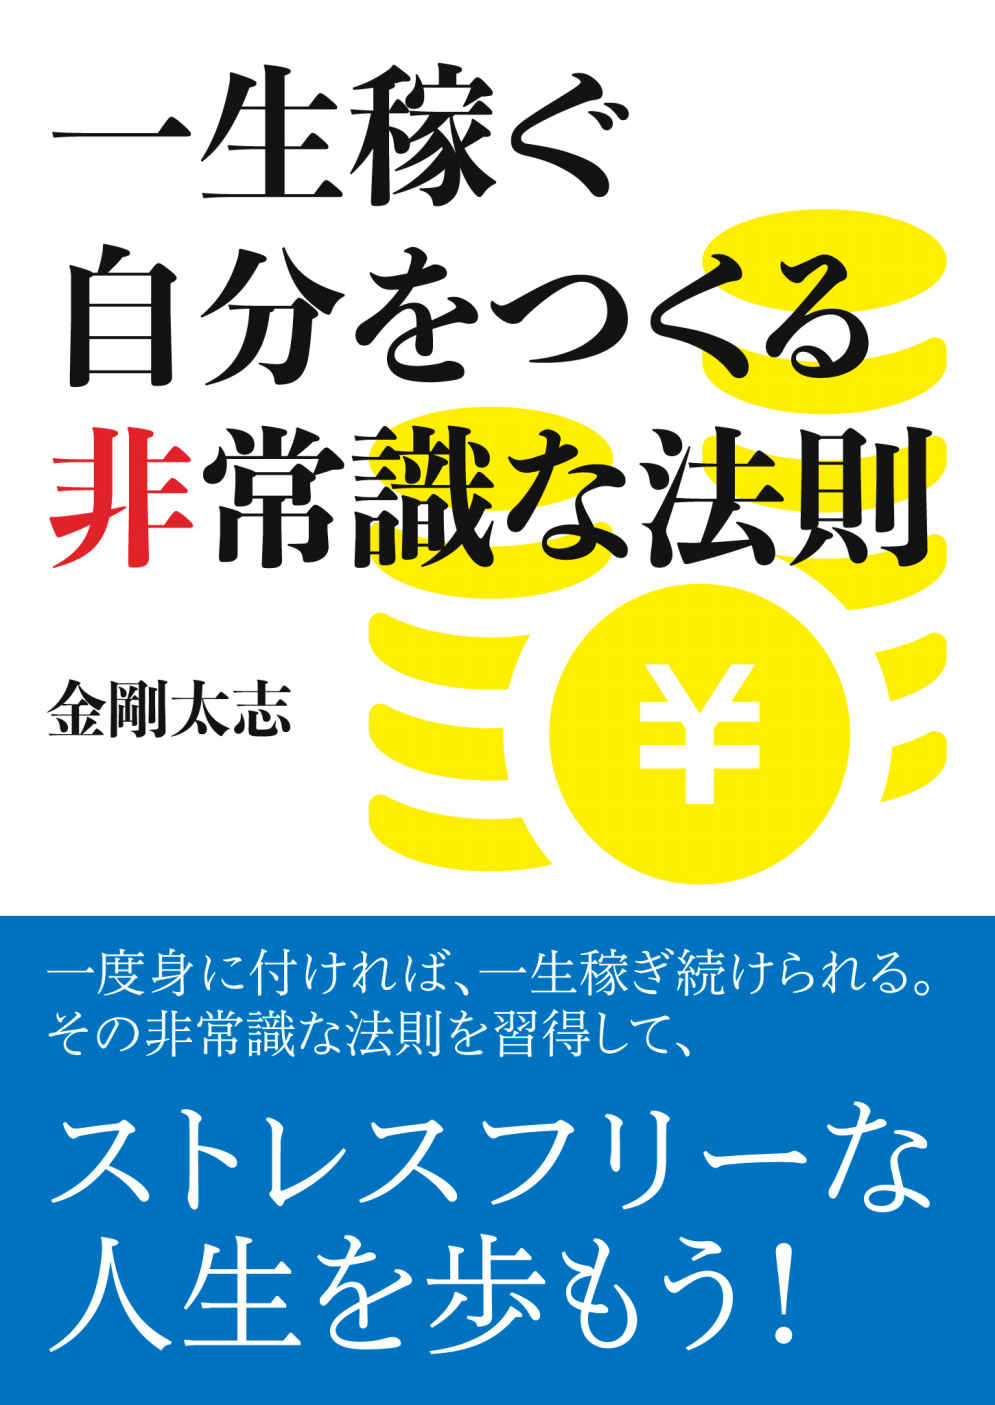 一生稼ぐ
自分をつくる
非常識な法則
金剛太志
¥
一度身に付ければ、一生稼ぎ続けられる。
その非常識な法則を習得して、
ストレスフリーな
人生を歩もう!